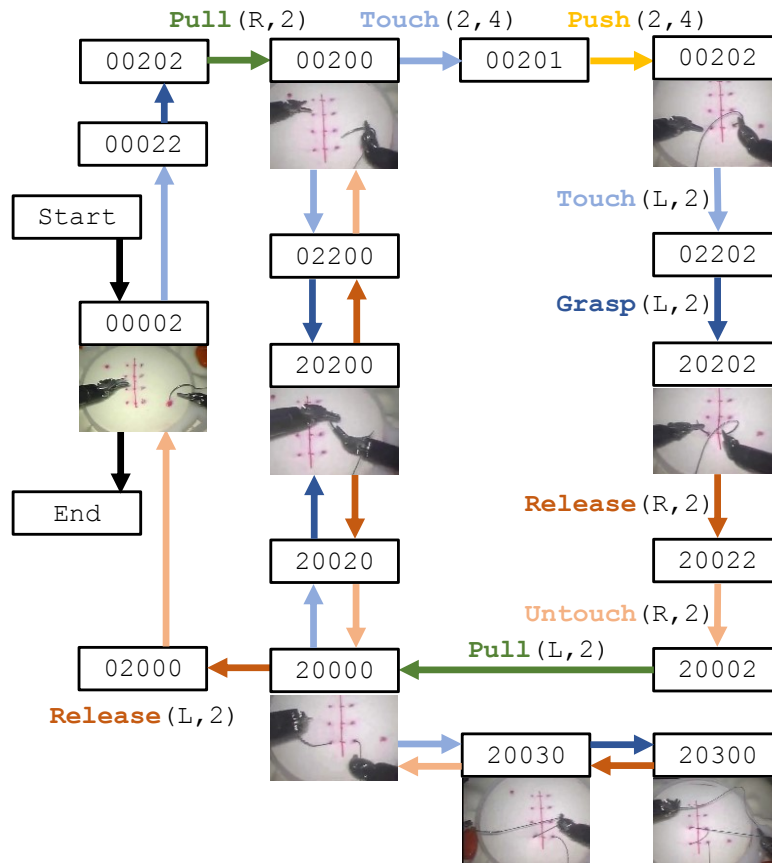 Pull(R,2) Touch(2,4) Push(2,4)
00202 00200 00201 00202
00022
Touch(L,2)
Start
02200 02202
Grasp(L,2)
00002
20200 20202
End
Release(R,2)
20020 20022
Untouch(R,2)
Pull(L,2)
02000 20000 20002
Release(L,2)
20030 20300